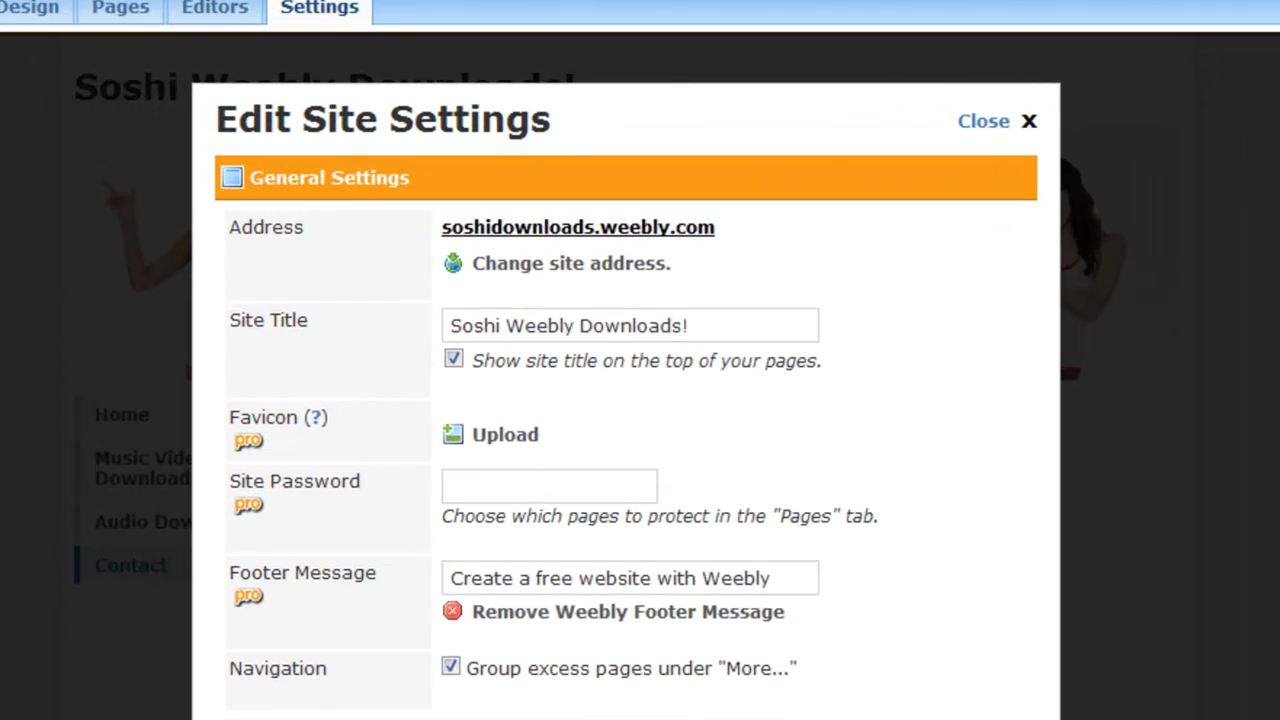 Design Pages Editors Settings
Soshi Weebly Downloads!
Edit Site Settings
Close X
General Settings
Address
soshidownloads.weebly.com
Change site address.
Site Title
Soshi Weebly Downloads!
Show site title on the top of your pages.
Favicon (?)
pro
Upload
Site Password
pro
Choose which pages to protect in the "Pages" tab.
Footer Message
pro
Create a free website with Weebly
Remove Weebly Footer Message
Navigation
Group excess pages under "More..."
Home
Music Vide
Download
Audio Dow
Contact